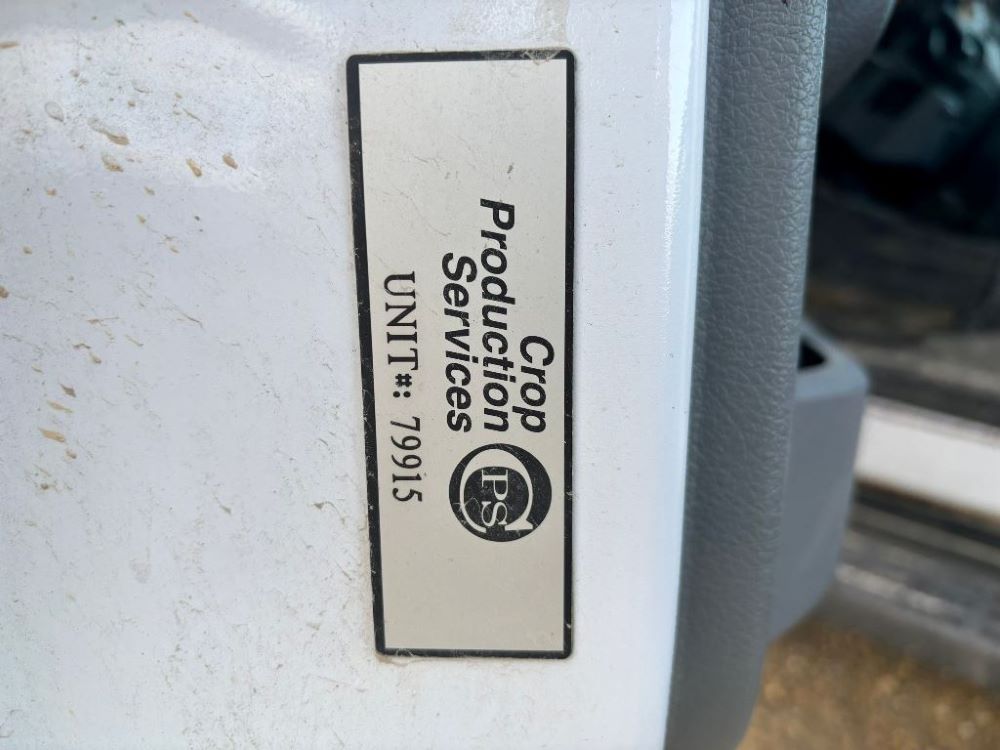 Crop
Production
Services
CPS
UNIT#: 79915